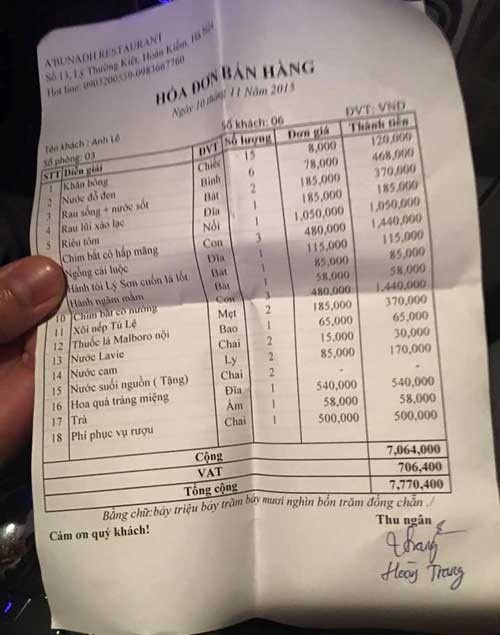 A'BUNADH RESTAURANT
Số 13, Lý Thường Kiệt, Hoàn Kiếm, Hà Nội
Hot line: 0903200559-0983667760
HÓA ĐƠN BÁN HÀNG
Ngày 10 tháng 11 Năm 2015
Tên khách : Anh Lê Số khách: 06
Số phòng: 03 ĐVT: VNĐ
STT Diễn giải ĐVT Số lượng Đơn giá Thành tiền
1 Khăn bông Chiếc 15 8,000 120,000
2 Nước đỗ đen Bình 6 78,000 468,000
3 Rau sống + nước sốt Bát 2 185,000 370,000
4 Rau lủi xào lạc Đĩa 1 185,000 185,000
5 Riêu tôm Nồi 1 1,050,000 1,050,000
Chim bắt cô hấp măng Con 3 480,000 1,440,000
Ngồng cải luộc Đĩa 1 115,000 115,000
Hành tỏi Lý Sơn cuốn lá lốt Bát 1 85,000 85,000
Hành ngâm mắm Bát 1 58,000 58,000
10 Chim bắt cô nướng Con 3 480,000 1,440,000
11 Xôi nếp Tú Lệ Mẹt 2 185,000 370,000
12 Thuốc lá Malboro nội Bao 1 65,000 65,000
13 Nước Lavie Chai 2 15,000 30,000
14 Nước cam Ly 2 85,000 170,000
15 Nước suối nguồn ( Tặng) Chai 2 - -
16 Hoa quả tráng miệng Đĩa 1 540,000 540,000
17 Trà Ấm 1 58,000 58,000
18 Phí phục vụ rượu Chai 1 500,000 500,000
Cộng 7,064,000
VAT 706,400
Tổng cộng 7,770,400
Bằng chữ:bảy triệu bảy trăm bảy mươi nghìn bốn trăm đồng chẵn ./
Cảm ơn quý khách! Thu ngân
Trang
Hoàng Trang